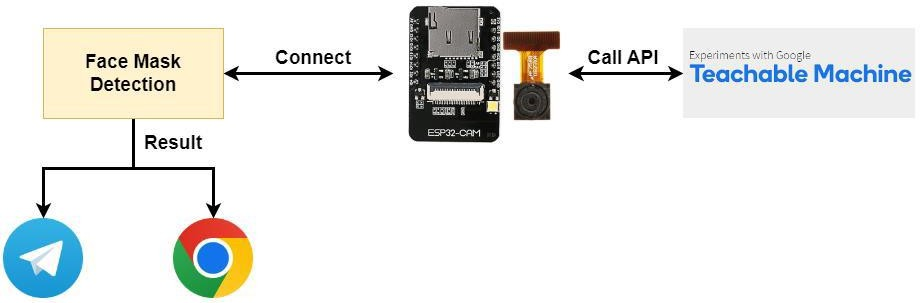 Face Mask
Detection
Connect
ESP32-CAM
Call API
Experiments with Google
Teachable Machine
Result